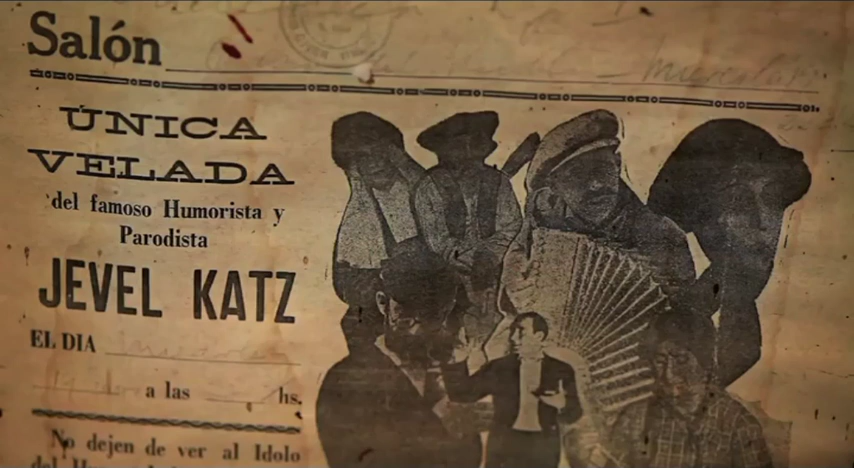 Salón
ÚNICA
VELADA
del famoso Humorista y
Parodista
JEVEL KATZ
EL DIA
a las hs.
No dejen de ver al Idolo